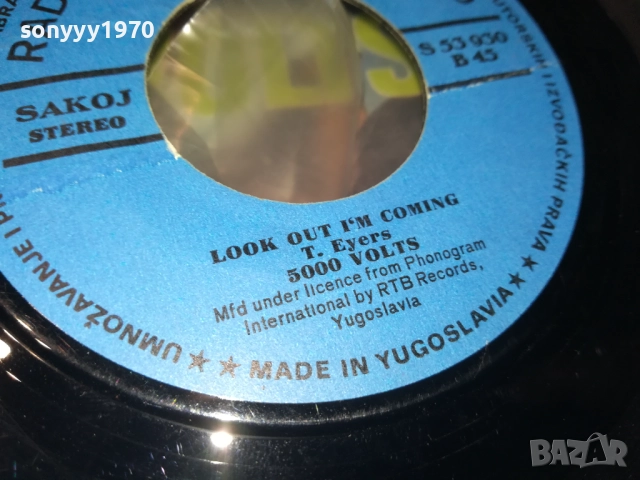 sonyyy1970
RAD
SAKOJ
STEREO
S 53 930
B 45
LOOK OUT I'M COMING
T. Eyers
5000 VOLTS
Mfd under licence from Phonogram
International by RTB Records,
Yugoslavia
UMNOŽAVANJE I
★ ★ MADE IN YUGOSLAVIA ★ ★
I IZVOĐAČKIH PRAVA
BAZAR